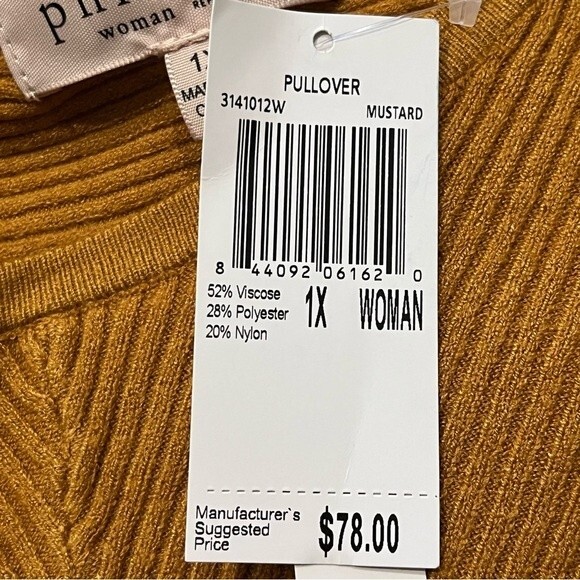 woman
1X
PULLOVER
3141012W MUSTARD
8 44092 06162 0
52% Viscose
28% Polyester
20% Nylon
1X WOMAN
Manufacturer`s
Suggested
Price
$78.00